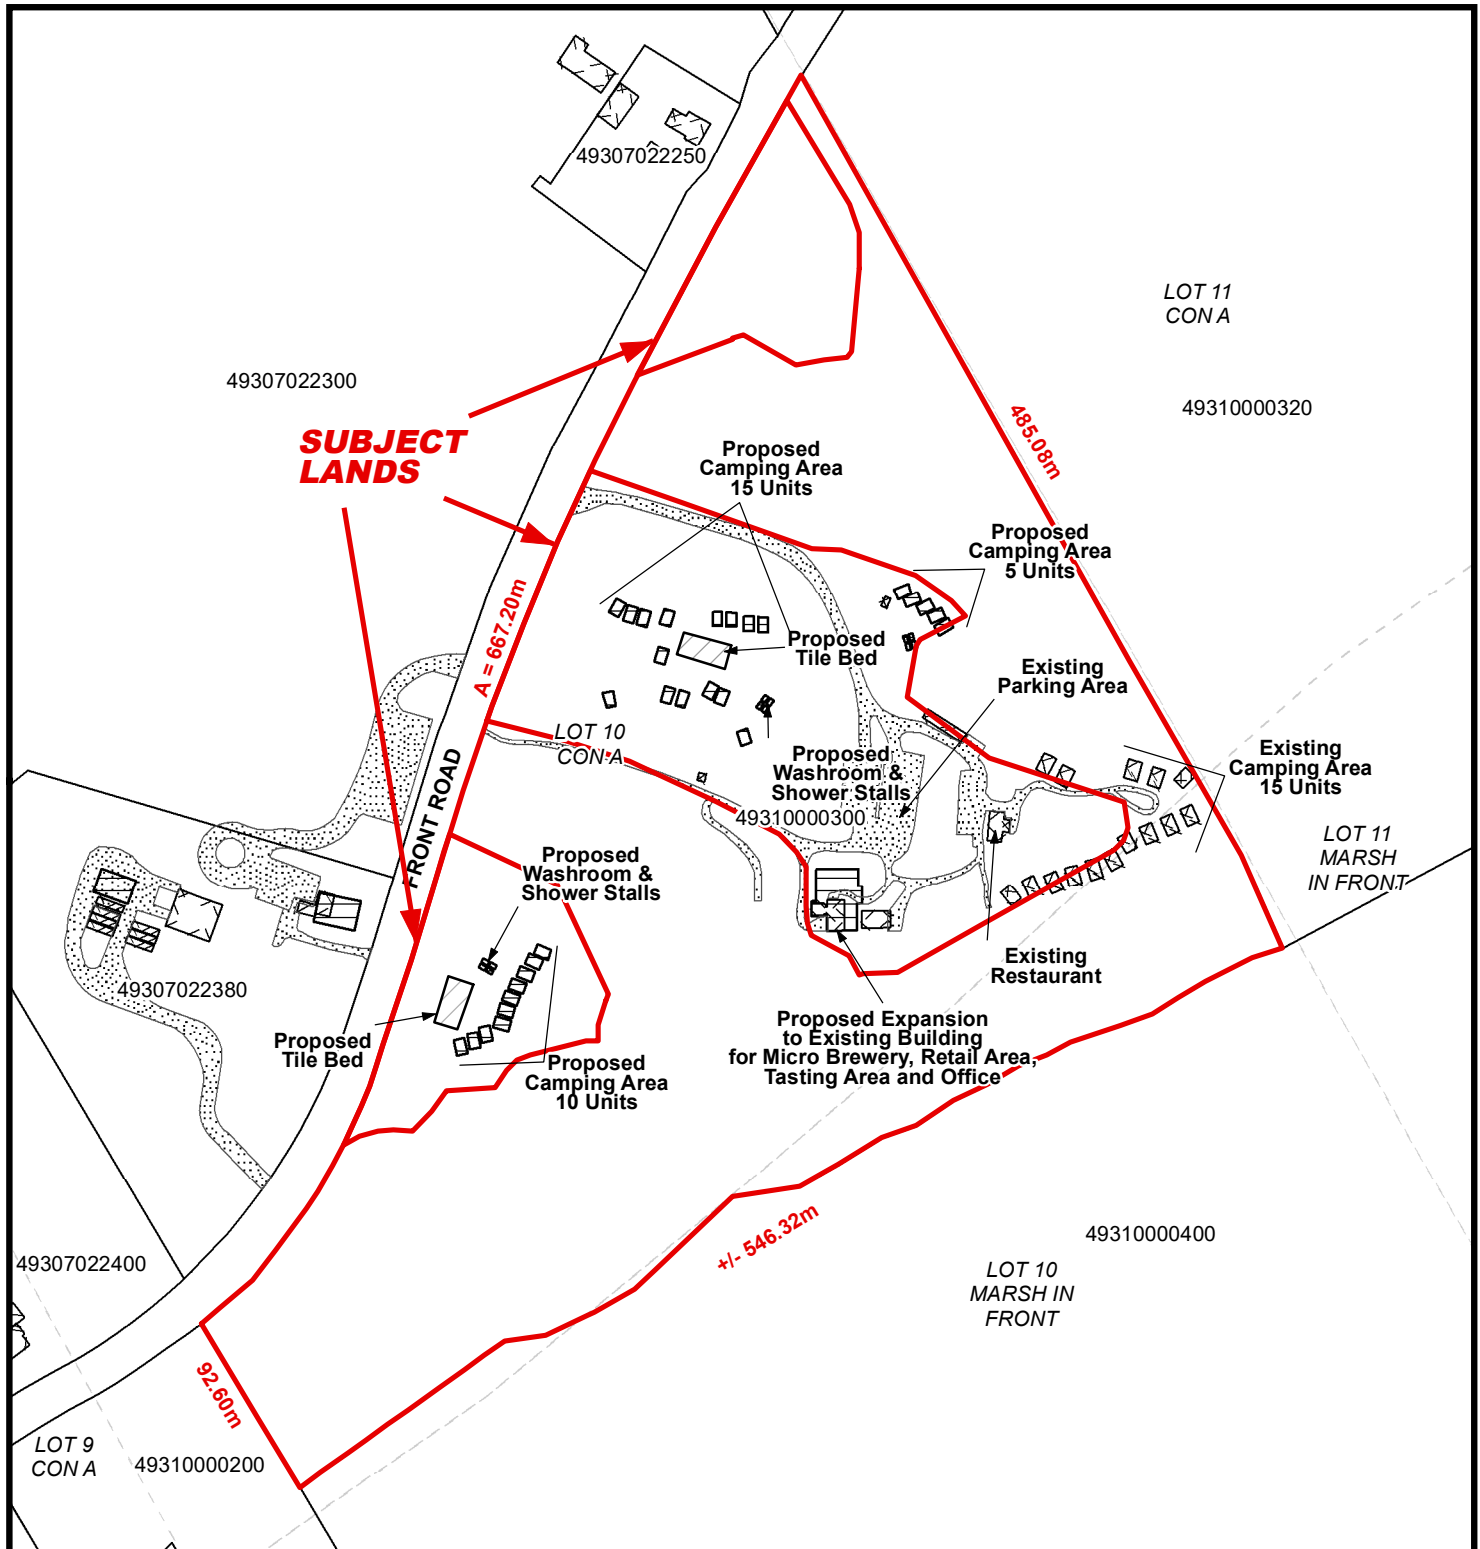 49307022250
LOT 11
CON A
49307022300
49310000320
SUBJECT
LANDS
485.08m
Proposed
Camping Area
15 Units
Proposed
Camping Area
5 Units
A = 667.20m
Proposed
Tile Bed
Existing
Parking Area
LOT 10
CON A
FRONT ROAD
Proposed
Washroom &
Shower Stalls
49310000300
Existing
Camping Area
15 Units
LOT 11
MARSH
IN FRONT
Proposed
Washroom &
Shower Stalls
Existing
Restaurant
49307022380
Proposed
Tile Bed
Proposed Expansion
to Existing Building
for Micro Brewery, Retail Area,
Tasting Area and Office
Proposed
Camping Area
10 Units
+/- 546.32m
49310000400
49307022400
LOT 10
MARSH IN
FRONT
92.60m
LOT 9
CON A
49310000200